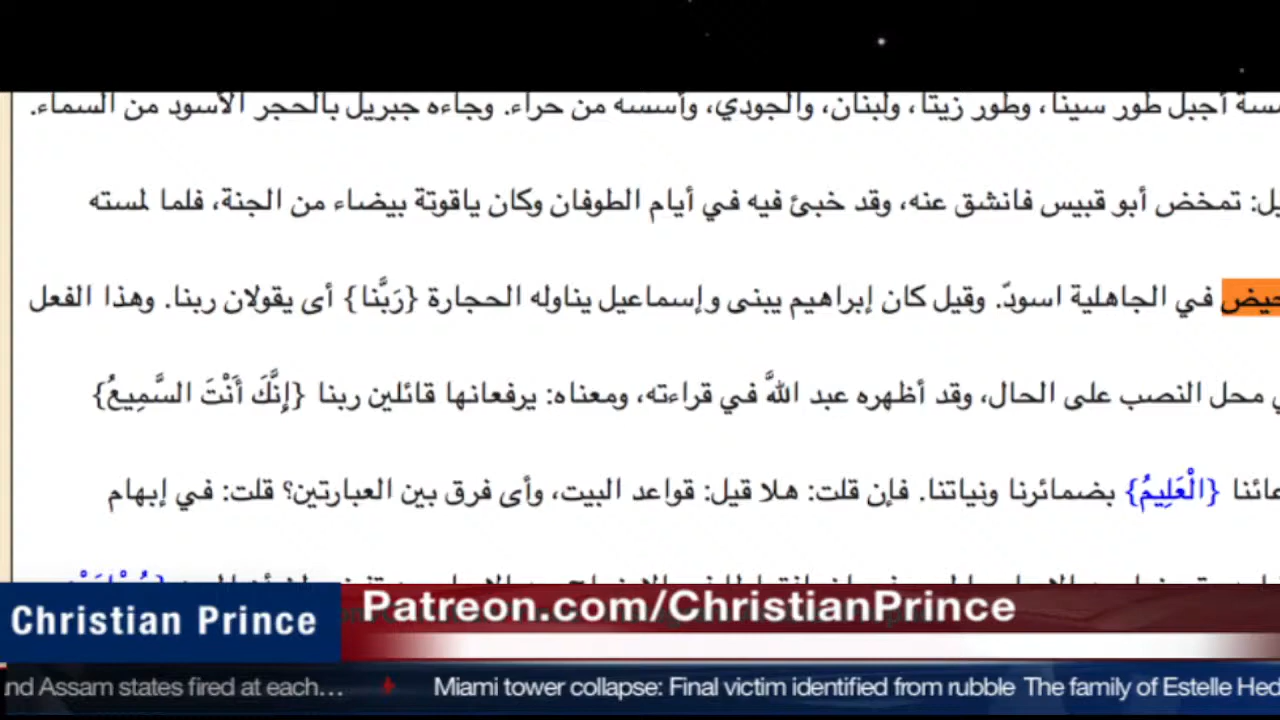 أجبل طور سينا، وطور زيتا، ولبنان، والجودي، وأسسه من حراء. وجاءه جبريل بالحجر الأسود من السماء.
تمخض أبو قبيس فانشق عنه، وقد خبئ فيه في أيام الطوفان وكان ياقوتة بيضاء من الجنة، فلما لمسته
في الجاهلية اسودّ. وقيل كان إبراهيم يبنى وإسماعيل يناوله الحجارة {رَبَّنا} أى يقولان ربنا. وهذا الفعل
محل النصب على الحال، وقد أظهره عبد اللَّه في قراءته، ومعناه: يرفعانها قائلين ربنا {إِنَّكَ أَنْتَ السَّمِيعُ}
{الْعَلِيمُ} بضمائرنا ونياتنا. فإن قلت: هلا قيل: قواعد البيت، وأى فرق بين العبارتين؟ قلت: في إبهام
Christian Prince
Patreon.com/ChristianPrince
nd Assam states fired at each… Miami tower collapse: Final victim identified from rubble The family of Estelle Hed